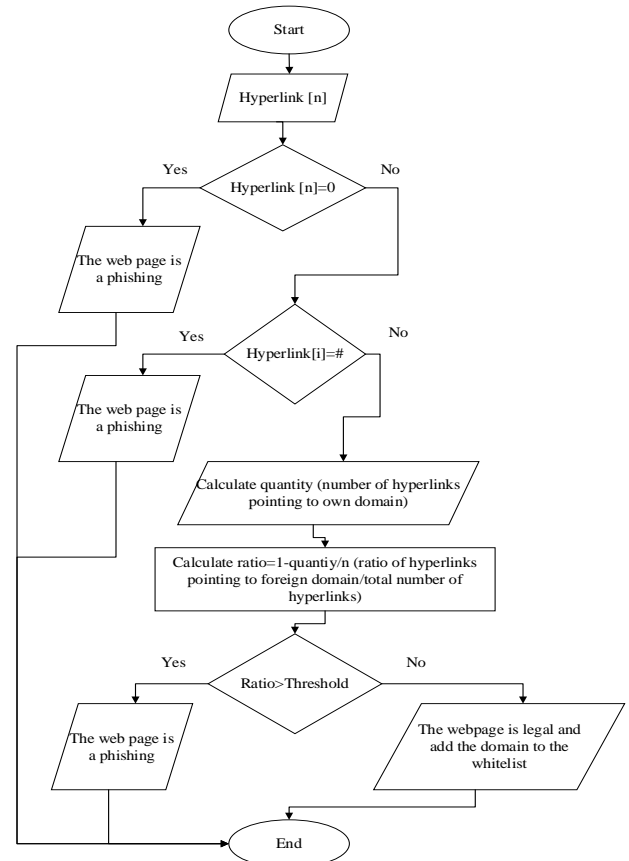 Start
Hyperlink [n]
Yes
No
Hyperlink [n]=0
The web page is
a phishing
Yes
No
Hyperlink[i]=#
The web page is
a phishing
Calculate quantity (number of hyperlinks
pointing to own domain)
Calculate ratio=1-quantiy/n (ratio of hyperlinks
pointing to foreign domain/total number of
hyperlinks)
Yes
No
Ratio>Threshold
The web page is
a phishing
The webpage is legal and
add the domain to the
whitelist
End